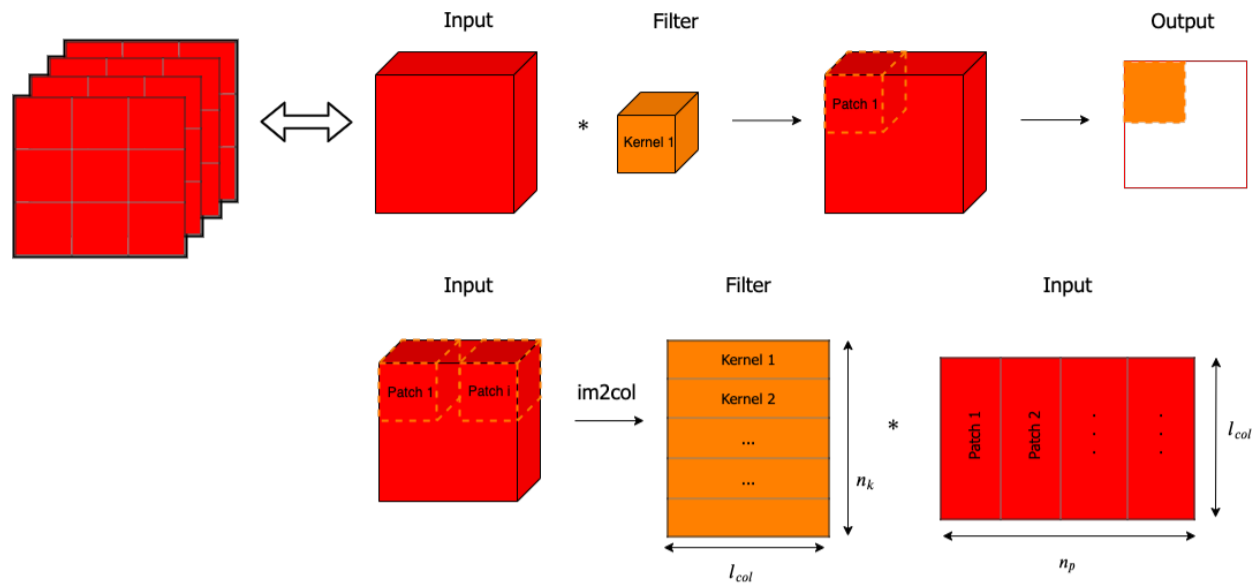 Input
Filter
Output
*
Kernel 1
Patch 1
Input
Filter
Input
Patch 1
Patch i
im2col
Kernel 1
Kernel 2
...
...
n_k
l_col
*
Patch 1
Patch 2
...
...
l_col
n_p